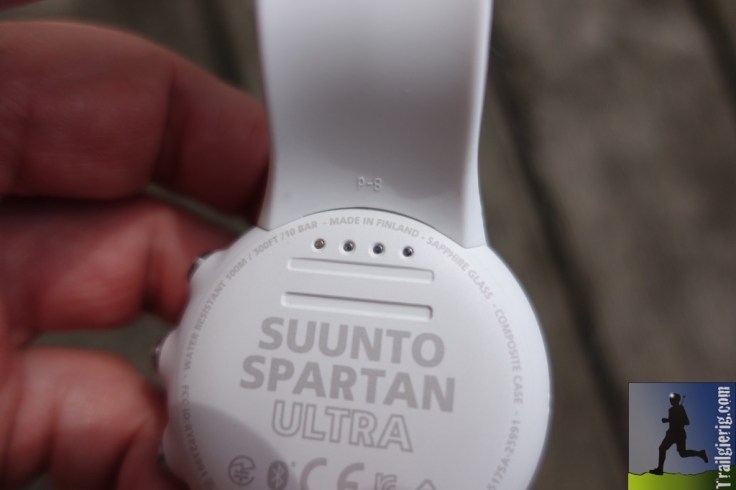 P-8
WATER RESISTANT 100M / 300FT /10 BAR - MADE IN FINLAND - SAPPHIRE GLASS - COMPOSITE CASE -
SUUNTO
SPARTAN
ULTRA
CE
Trailgierig.com